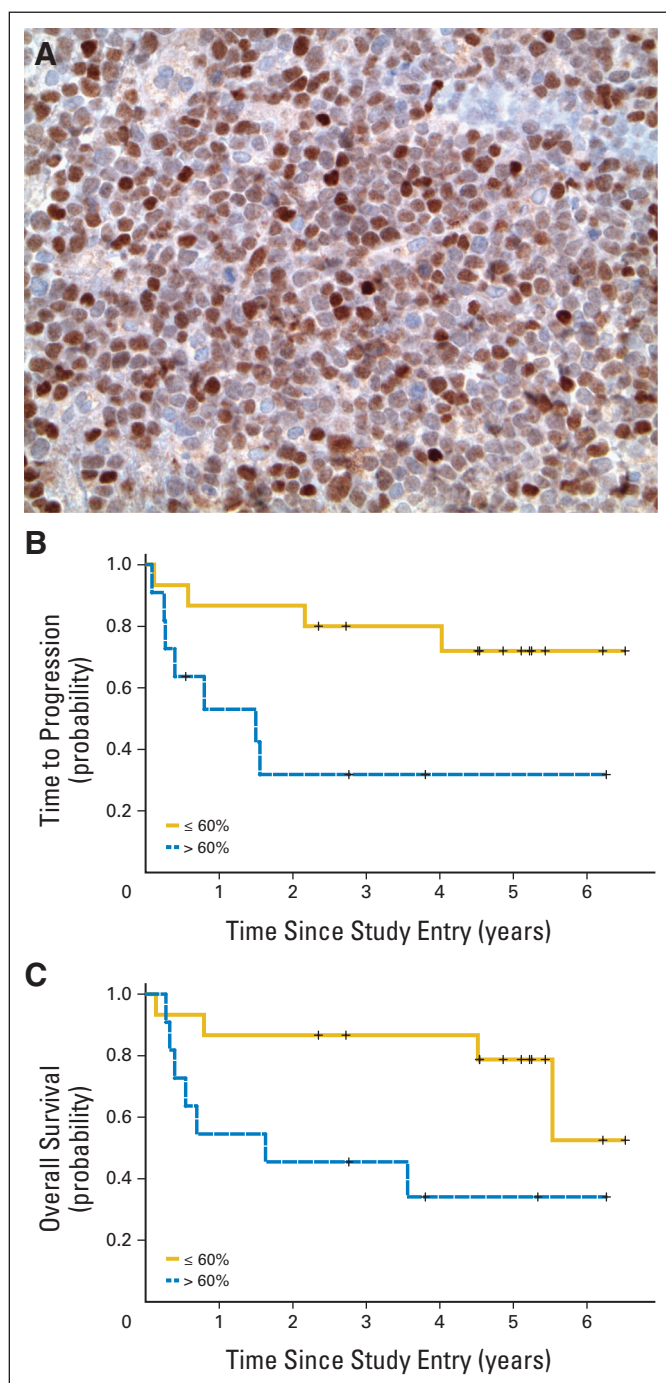 A
B
Time to Progression
(probability)
1.0
0.8
0.6
0.4
0.2
≤ 60%
> 60%
0 1 2 3 4 5 6
Time Since Study Entry (years)
C
Overall Survival
(probability)
1.0
0.8
0.6
0.4
0.2
≤ 60%
> 60%
0 1 2 3 4 5 6
Time Since Study Entry (years)